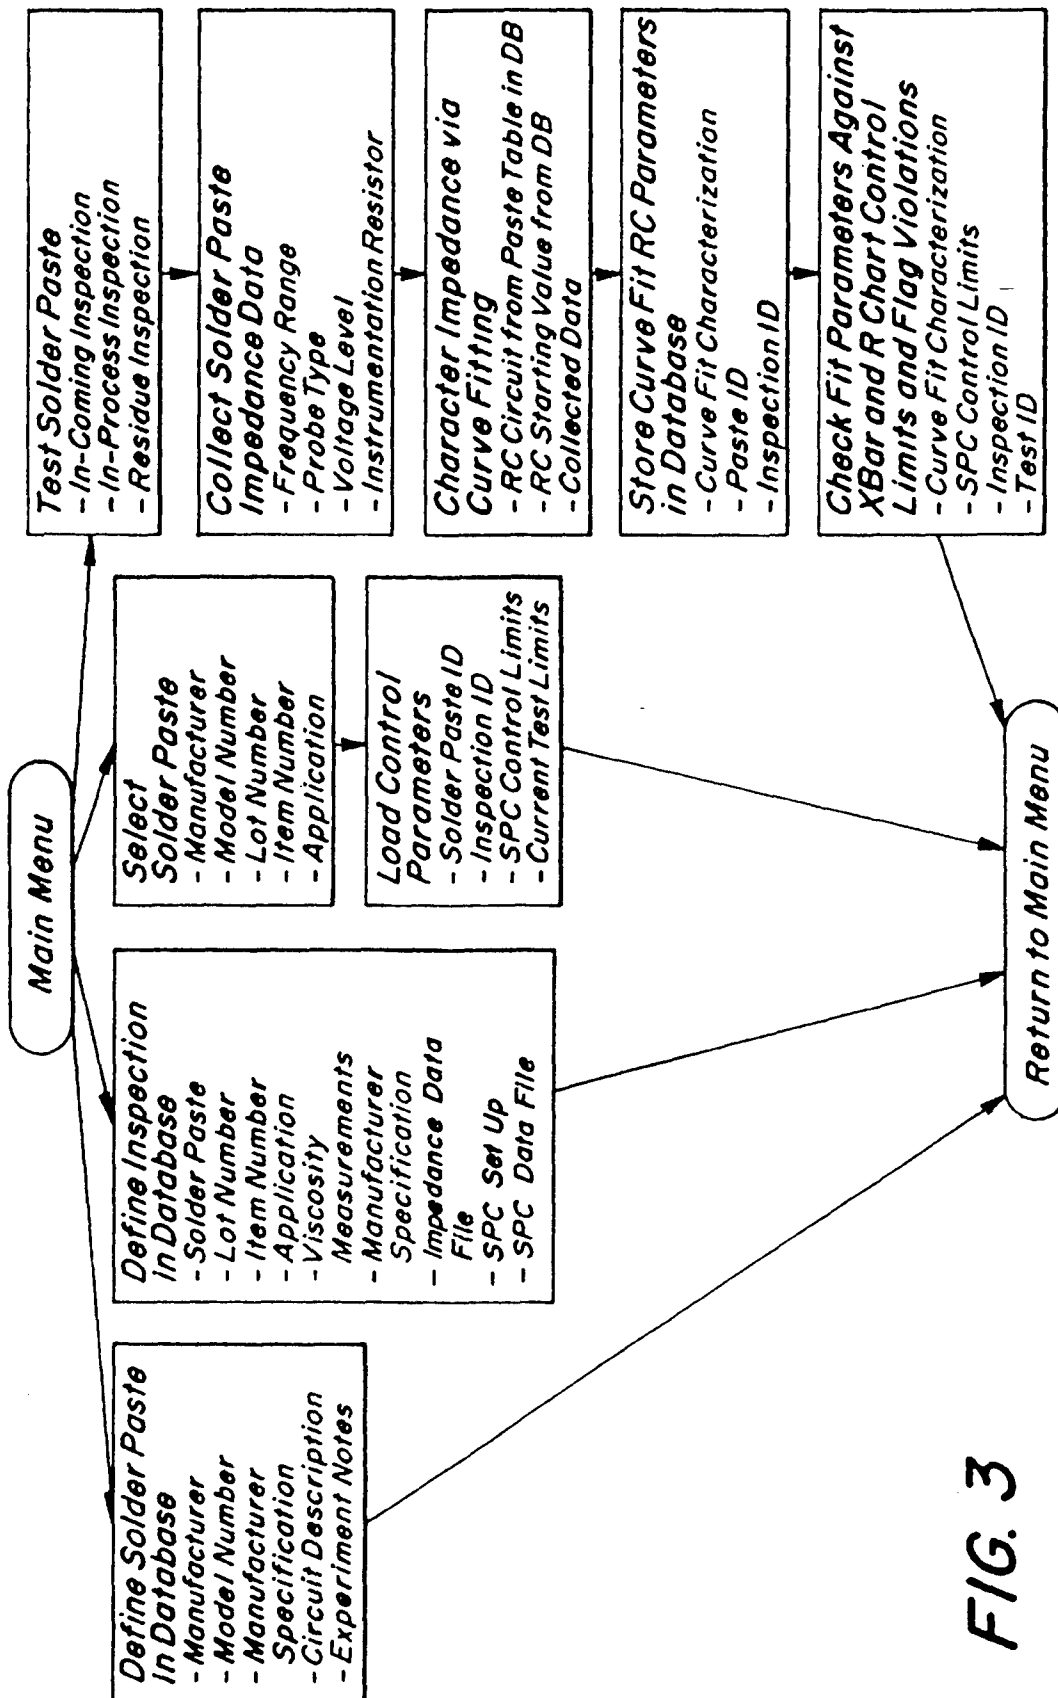 Main Menu
Define Solder Paste
in Database
- Manufacturer
- Model Number
- Manufacturer
Specification
- Circuit Description
- Experiment Notes
Define Inspection
in Database
- Solder Paste
- Lot Number
- Item Number
- Application
- Viscosity
Measurements
- Manufacturer
Specification
- Impedance Data
File
- SPC Set Up
- SPC Data File
Select
Solder Paste
- Manufacturer
- Model Number
- Lot Number
- Item Number
- Application
Load Control
Parameters
- Solder Paste ID
- Inspection ID
- SPC Control Limits
- Current Test Limits
Test Solder Paste
- In-Coming Inspection
- In-Process Inspection
- Residue Inspection
Collect Solder Paste
Impedance Data
- Frequency Range
- Probe Type
- Voltage Level
- Instrumentation Resistor
Character Impedance via
Curve Fitting
- RC Circuit from Paste Table in DB
- RC Starting Value from DB
- Collected Data
Store Curve Fit RC Parameters
in Database
- Curve Fit Characterization
- Paste ID
- Inspection ID
Check Fit Parameters Against
XBar and R Chart Control
Limits and Flag Violations
- Curve Fit Characterization
- SPC Control Limits
- Inspection ID
- Test ID
Return to Main Menu
FIG. 3